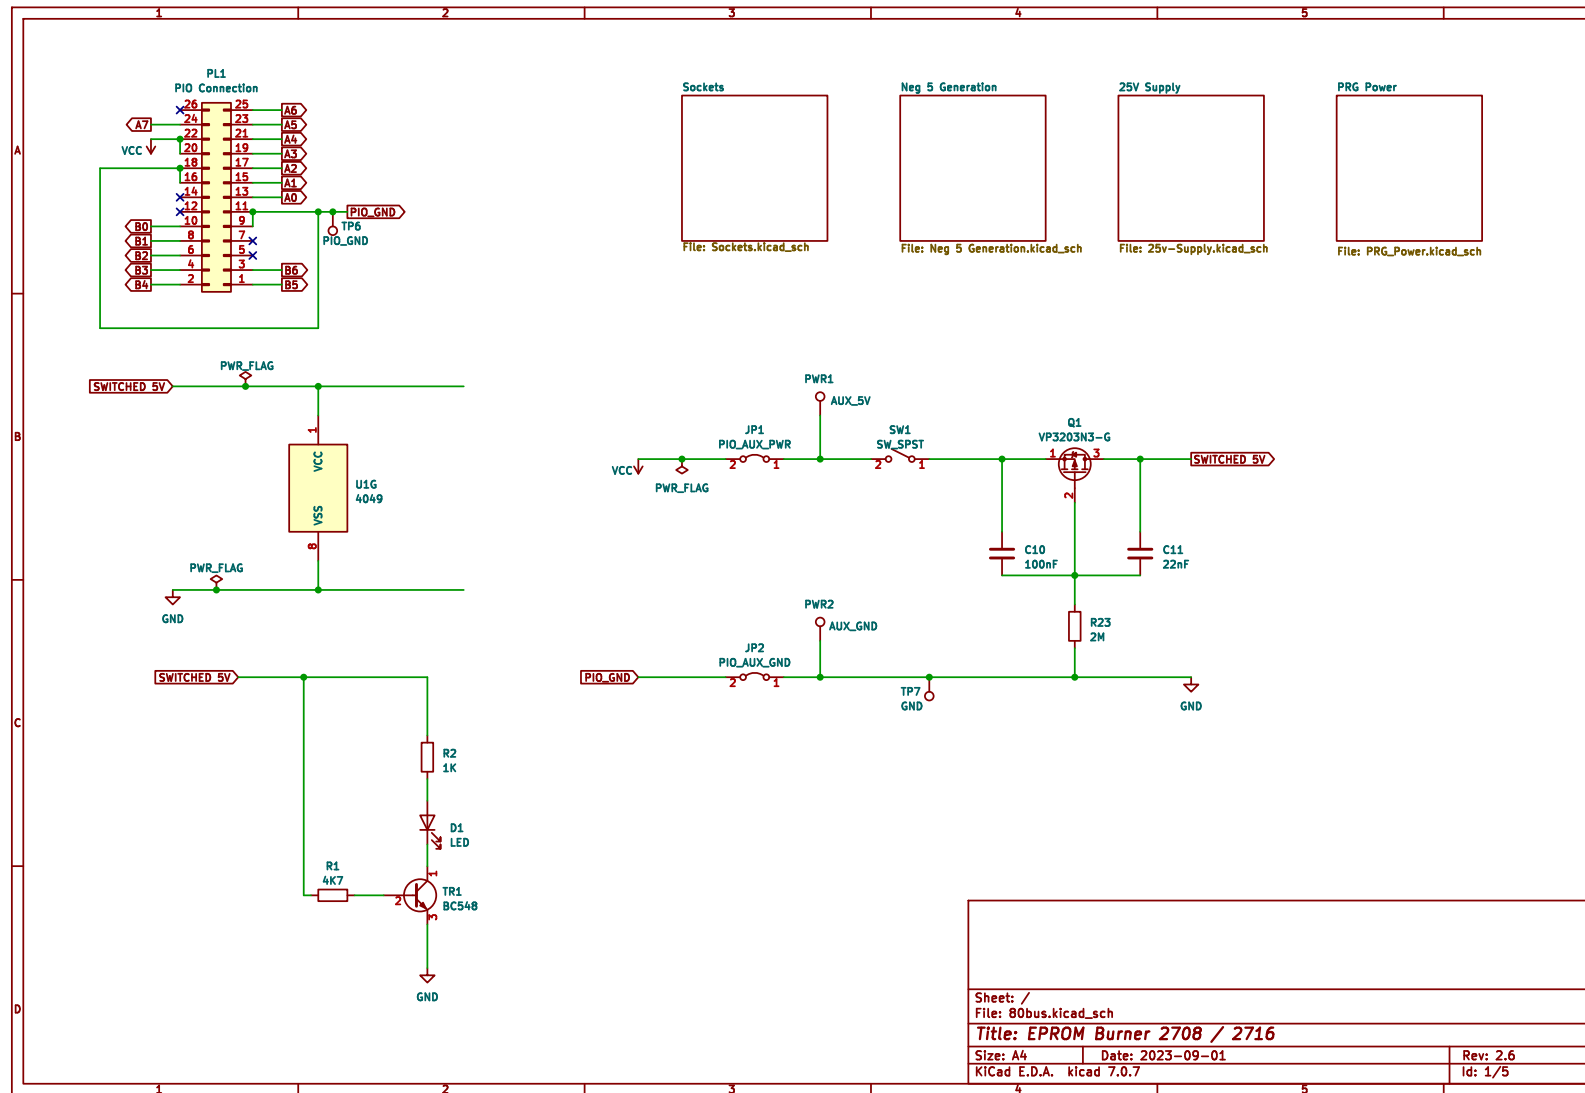 1 2 3 4 5
PL1
PIO Connection
26 25 A6
A7 24 23 A5
22 21 A4
VCC 20 19 A3
18 17 A2
16 15 A1
14 13 A0
12 11 PIO_GND
B0 10 9 TP6
B1 8 7 PIO_GND
B2 6 5
B3 4 3 B6
B4 2 1 B5
Sockets
File: Sockets.kicad_sch
Neg 5 Generation
File: Neg 5 Generation.kicad_sch
25V Supply
File: 25v-Supply.kicad_sch
PRG Power
File: PRG_Power.kicad_sch
A
B
C
D
PWR_FLAG
SWITCHED 5V
1
VCC
U1G
4049
VSS
8
PWR_FLAG
GND
PWR1
AUX_5V
JP1
PIO_AUX_PWR
VCC
2 1
PWR_FLAG
SW1
SW_SPST
2 1
Q1
VP3203N3-G
1 3
2
SWITCHED 5V
C10
100nF
C11
22nF
R23
2M
PWR2
AUX_GND
JP2
PIO_AUX_GND
PIO_GND
2 1
TP7
GND
GND
SWITCHED 5V
R2
1K
D1
LED
R1
4K7
1
2
TR1
BC548
3
GND
Sheet: /
File: 80bus.kicad_sch
Title: EPROM Burner 2708 / 2716
Size: A4 Date: 2023-09-01 Rev: 2.6
KiCad E.D.A. kicad 7.0.7 Id: 1/5
1 2 3 4 5